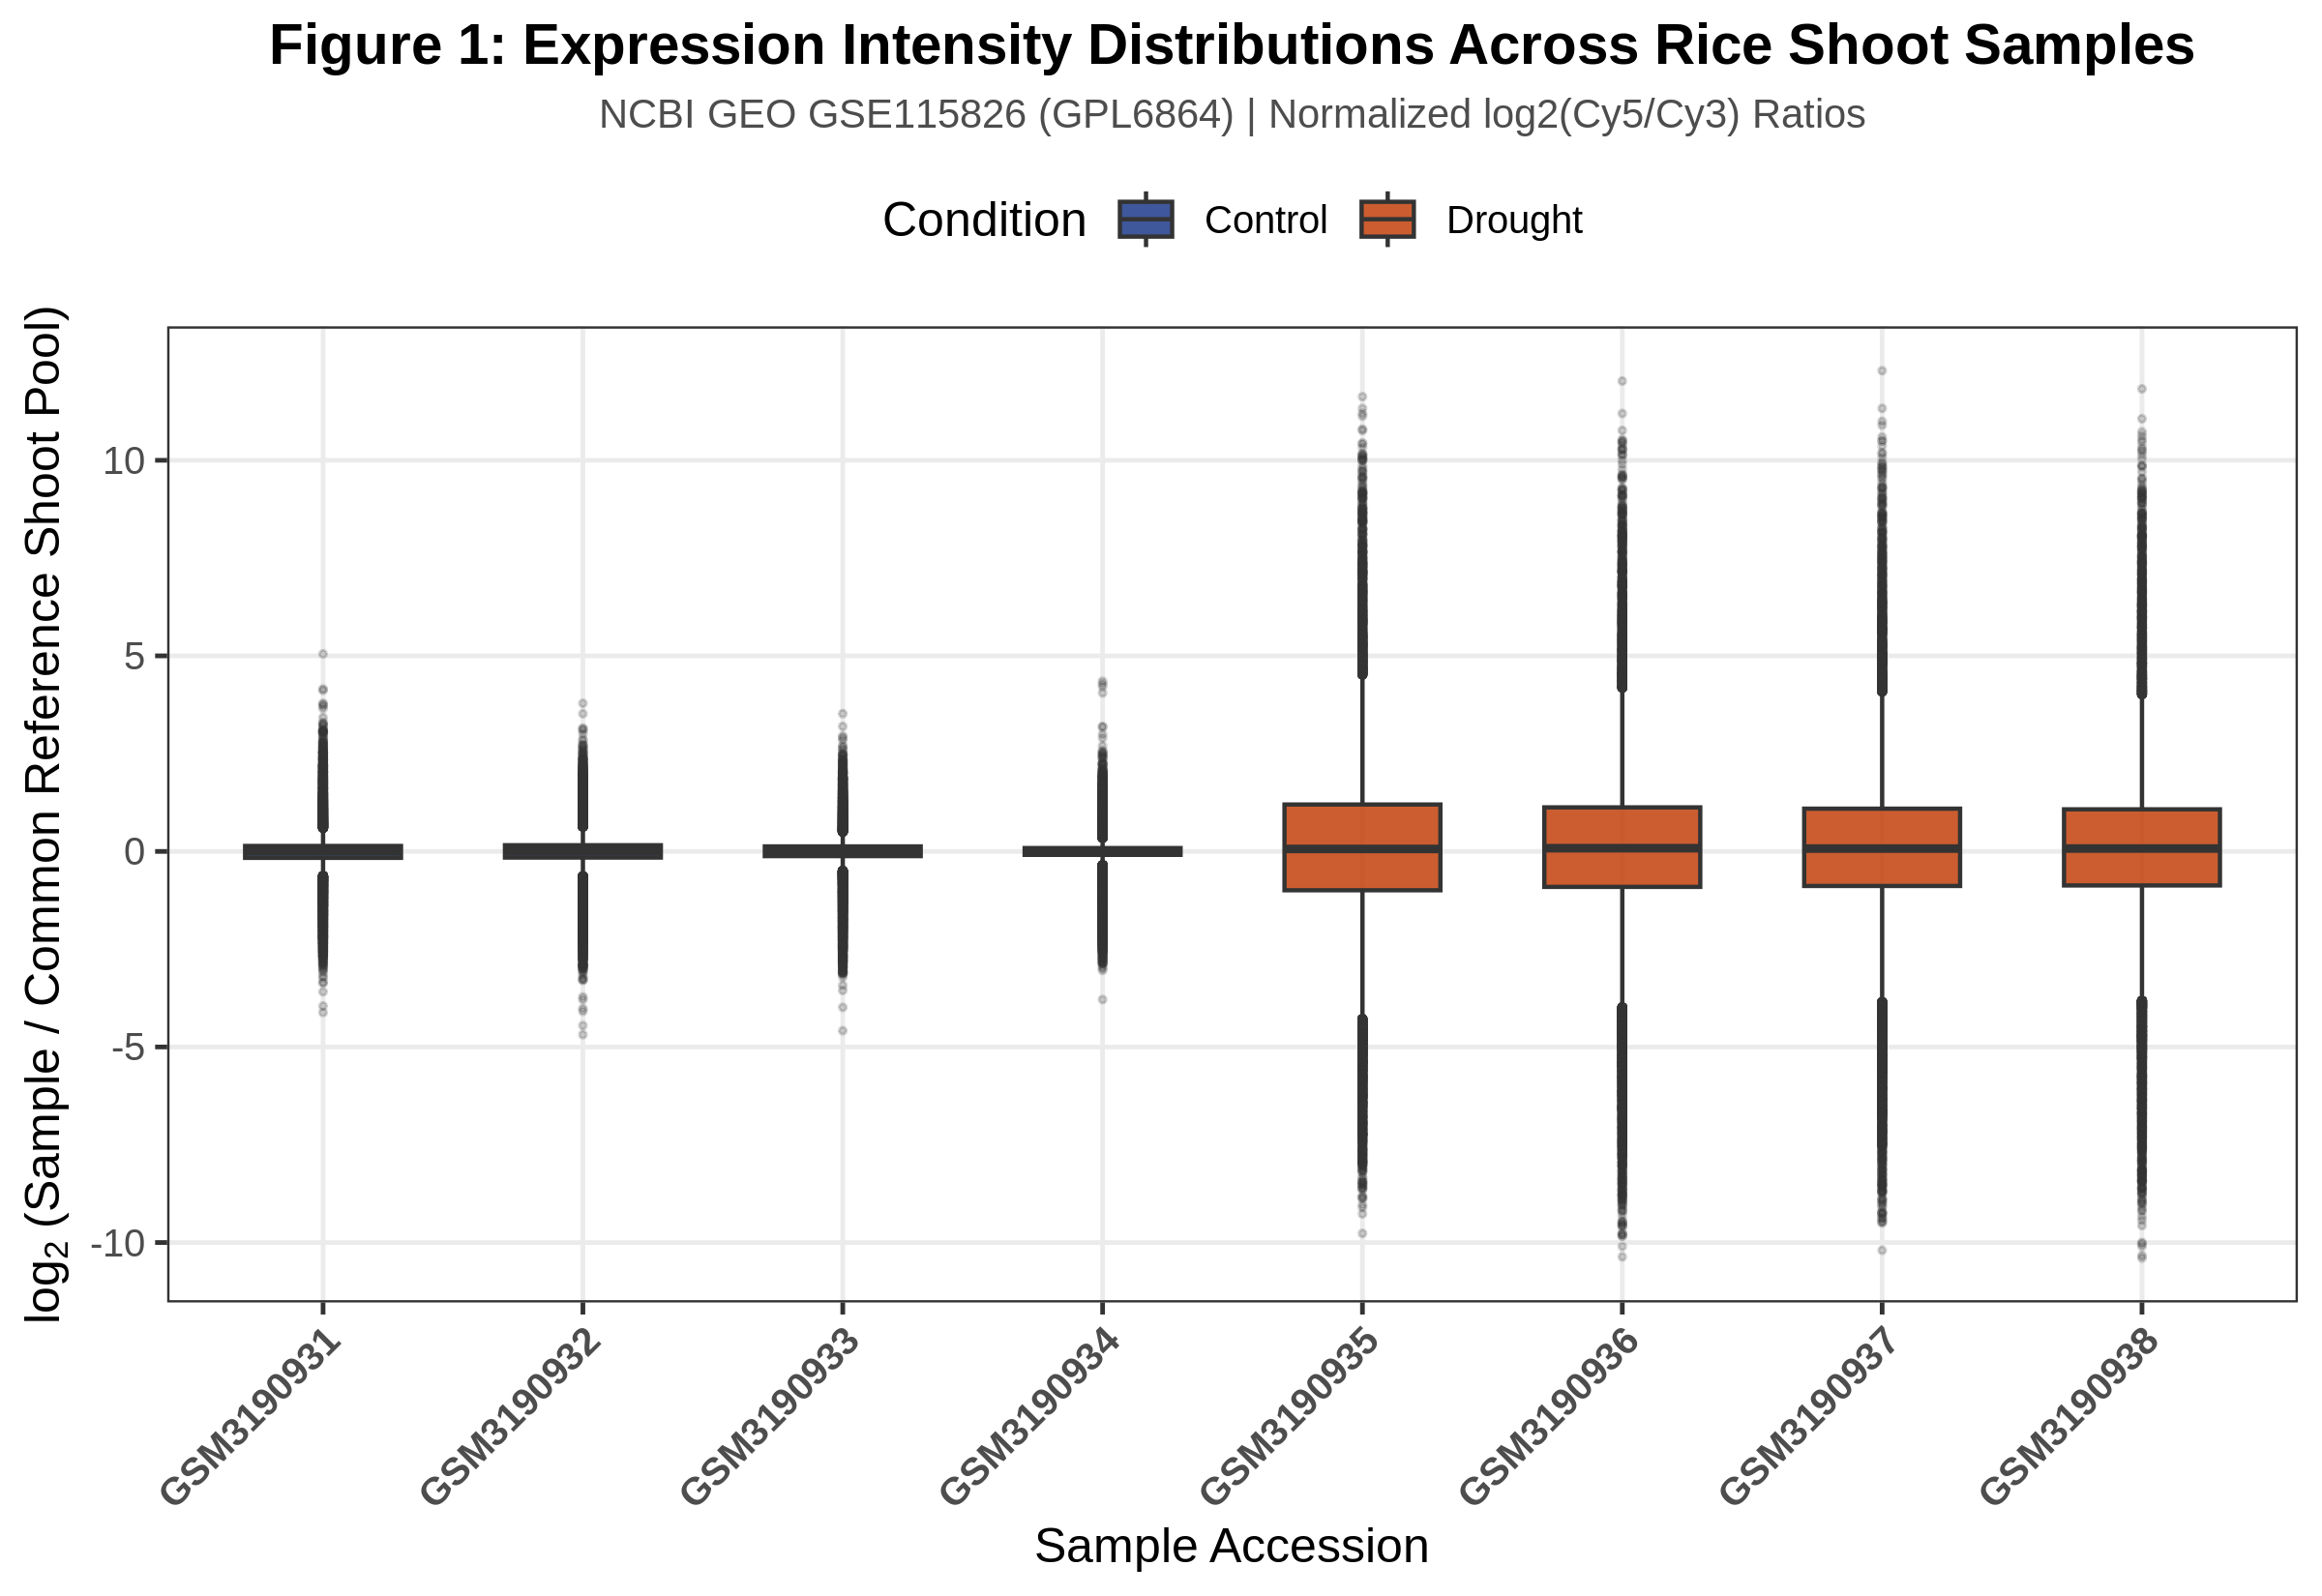 Figure 1: Expression Intensity Distributions Across Rice Shoot Samples
NCBI GEO GSE115826 (GPL6864) | Normalized log2(Cy5/Cy3) Ratios
Condition Control Drought
log₂ (Sample / Common Reference Shoot Pool)
10
5
0
-5
-10
GSM3190931
GSM3190932
GSM3190933
GSM3190934
GSM3190935
GSM3190936
GSM3190937
GSM3190938
Sample Accession